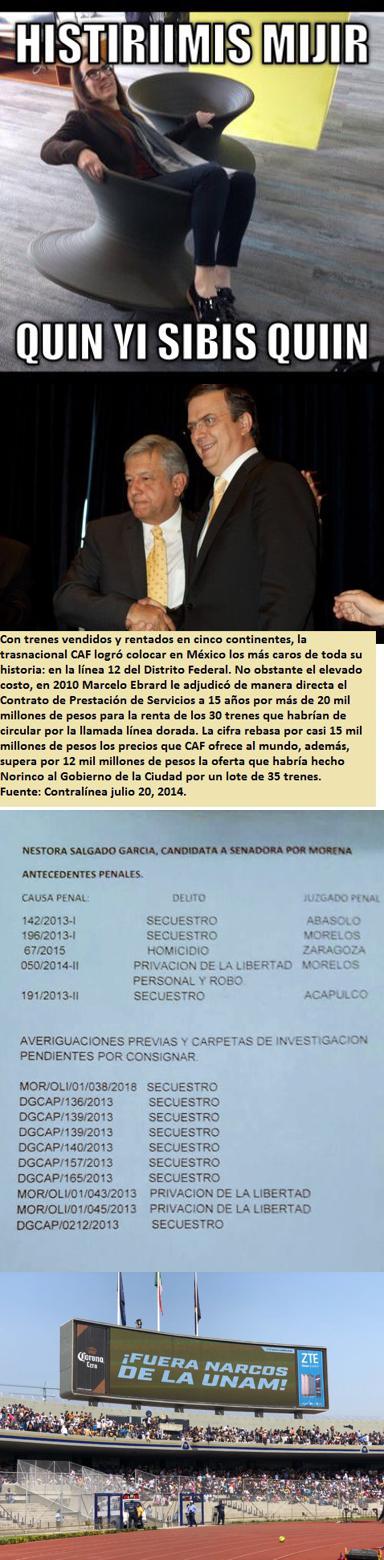 HISTIRIIMIS MIJIR
QUIN YI SIBIS QUIIN
Con trenes vendidos y rentados en cinco continentes, la
trasnacional CAF logró colocar en México los más caros de toda su
historia: en la línea 12 del Distrito Federal. No obstante el elevado
costo, en 2010 Marcelo Ebrard le adjudicó de manera directa el
Contrato de Prestación de Servicios a 15 años por más de 20 mil
millones de pesos para la renta de los 30 trenes que habrían de
circular por la llamada línea dorada. La cifra rebasa por casi 15 mil
millones de pesos los precios que CAF ofrece al mundo, además,
supera por 12 mil millones de pesos la oferta que habría hecho
Norinco al Gobierno de la Ciudad por un lote de 35 trenes.
Fuente: Contralínea julio 20, 2014.
NESTORA SALGADO GARCIA, CANDIDATA A SENADORA POR MORENA
ANTECEDENTES PENALES.
CAUSA PENAL: DELITO JUZGADO PENAL
142/2013-I SECUESTRO ABASOLO
196/2013-I SECUESTRO MORELOS
67/2015 HOMICIDIO ZARAGOZA
050/2014-II PRIVACION DE LA LIBERTAD MORELOS
PERSONAL Y ROBO
191/2013-II SECUESTRO ACAPULCO
AVERIGUACIONES PREVIAS Y CARPETAS DE INVESTIGACION
PENDIENTES POR CONSIGNAR.
MOR/OLI/01/038/2018 SECUESTRO
DGCAP/136/2013 SECUESTRO
DGCAP/139/2013 SECUESTRO
DGCAP/139/2013 SECUESTRO
DGCAP/140/2013 SECUESTRO
DGCAP/157/2013 SECUESTRO
DGCAP/165/2013 SECUESTRO
MOR/OLI/01/043/2013 PRIVACION DE LA LIBERTAD
MOR/OLI/01/045/2013 PRIVACION DE LA LIBERTAD
DGCAP/0212/2013 SECUESTRO
Corona
Cero
¡FUERA NARCOS
DE LA UNAM!
ZTE